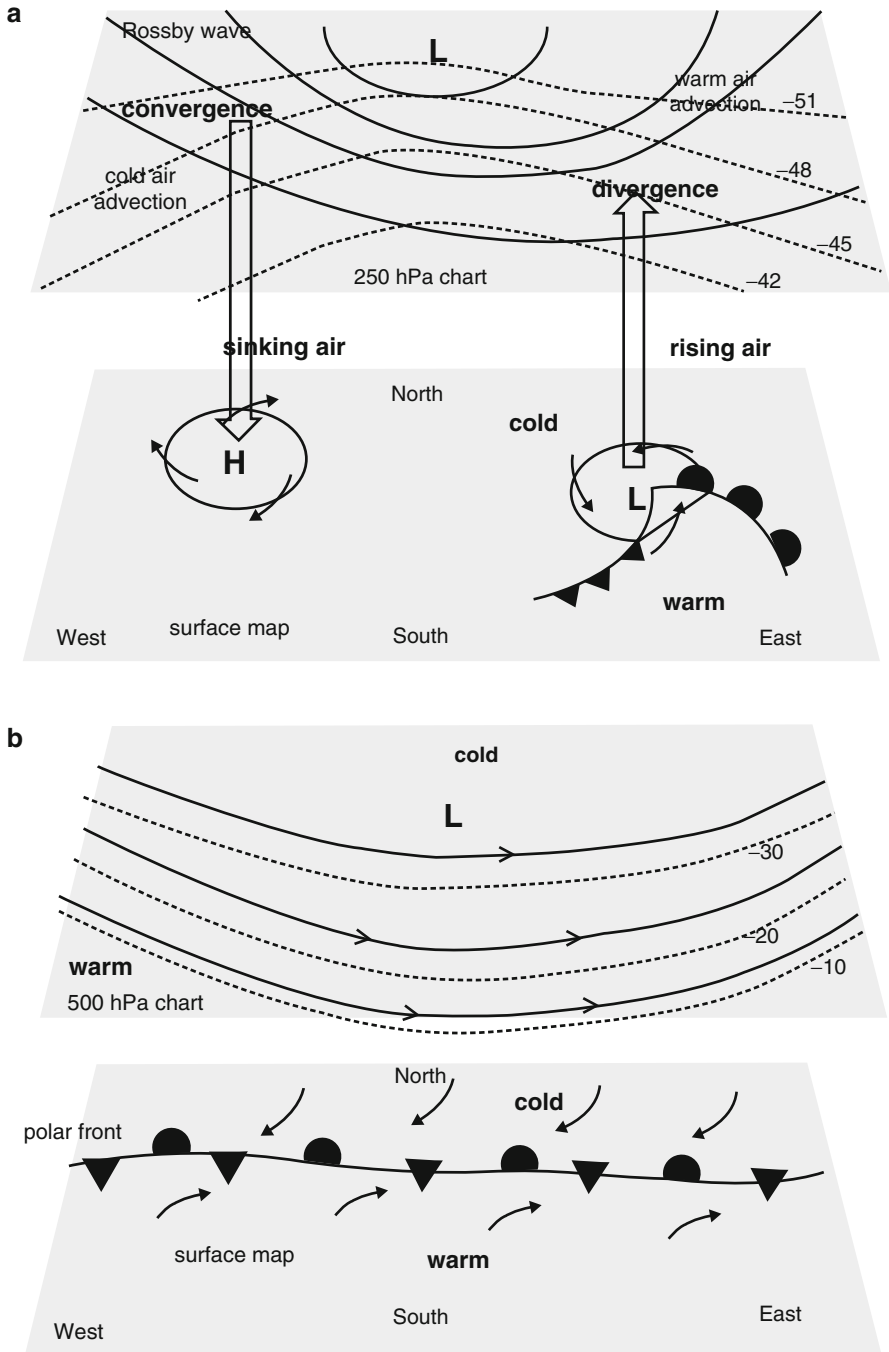 a
Rossby wave
L
warm air
advection
−51
convergence
cold air
advection
−48
divergence
−45
−42
250 hPa chart
sinking air
rising air
North
cold
H
L
warm
West
surface map
South
East
b
cold
L
−30
−20
warm
−10
500 hPa chart
North
cold
polar front
surface map
warm
West
South
East